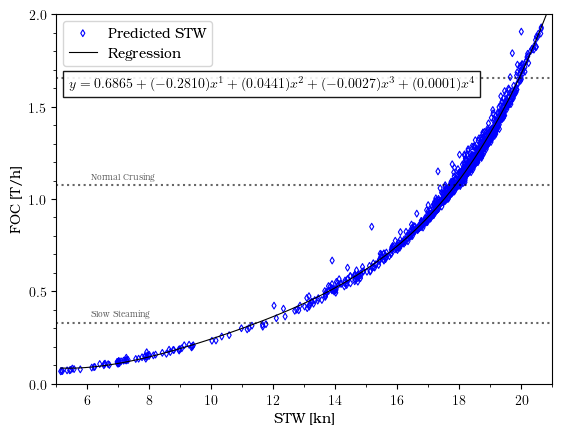 2.0
Predicted STW
Regression
y = 0.6865 + (−0.2810)x^1 + (0.0441)x^2 + (−0.0027)x^3 + (0.0001)x^4
1.5
Normal Crusing
1.0
FOC [T/h]
0.5
Slow Steaming
0.0
6 8 10 12 14 16 18 20
STW [kn]